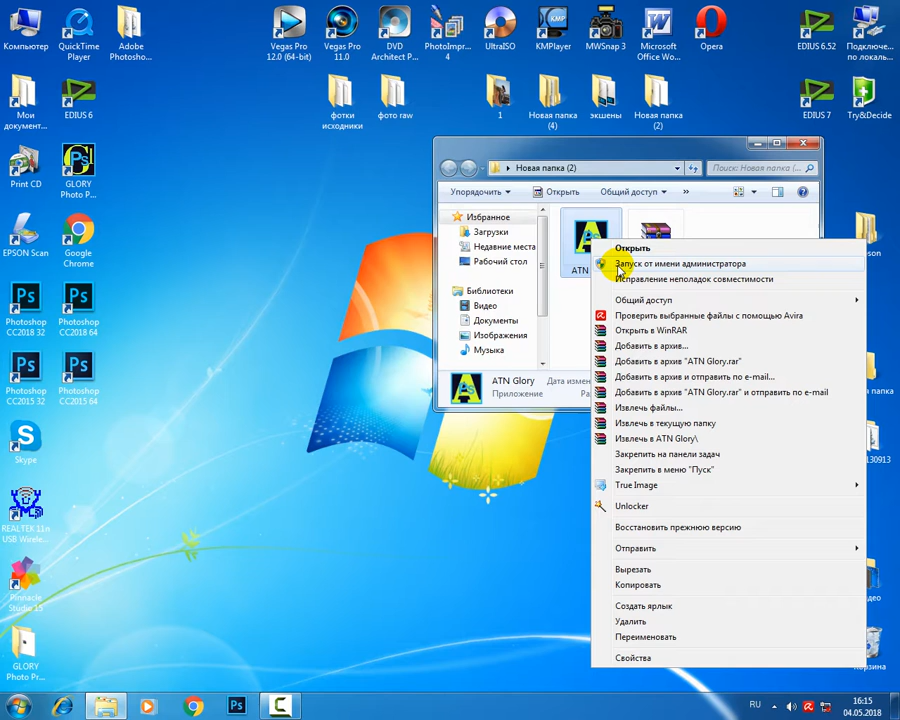 Компьютер
QuickTime
Player
Adobe
Photosho...
Vegas Pro
12.0 (64-bit)
Vegas Pro
11.0
DVD
Architect P...
PhotoImpr...
4
UltraISO
KMPlayer
MWSnap 3
Microsoft
Office Wo...
Opera
EDIUS 6.52
Подключе...
по локаль...
Мои
документ...
EDIUS 6
фотки
исходники
фото raw
1
Новая папка
(4)
экшены
Новая папка
(2)
EDIUS 7
Try&Decide
Print CD
GLORY
Photo P...
EPSON Scan
Google
Chrome
Photoshop
CC2018 32
Photoshop
CC2018 64
Photoshop
CC2015 32
Photoshop
CC2015 64
Skype
REALTEK 11n
USB Wirele...
Pinnacle
Studio 15
GLORY
Photo Pr...
Новая папка (2)
Поиск: Новая папка (2)
Упорядочить
Открыть
Общий доступ
»
Избранное
Загрузки
Недавние места
Рабочий стол
Библиотеки
Видео
Документы
Изображения
Музыка
ATN
ATN Glory
Дата измен
Приложение
Ра
Открыть
Запуск от имени администратора
Исправление неполадок совместимости
Общий доступ
Проверить выбранные файлы с помощью Avira
Открыть в WinRAR
Добавить в архив...
Добавить в архив "ATN Glory.rar"
Добавить в архив и отправить по e-mail...
Добавить в архив "ATN Glory.rar" и отправить по e-mail
Извлечь файлы...
Извлечь в текущую папку
Извлечь в ATN Glory\
Закрепить на панели задач
Закрепить в меню "Пуск"
True Image
Unlocker
Восстановить прежнюю версию
Отправить
Вырезать
Копировать
Создать ярлык
Удалить
Переименовать
Свойства
son
130913
део
Корзина
RU
16:15
04.05.2018